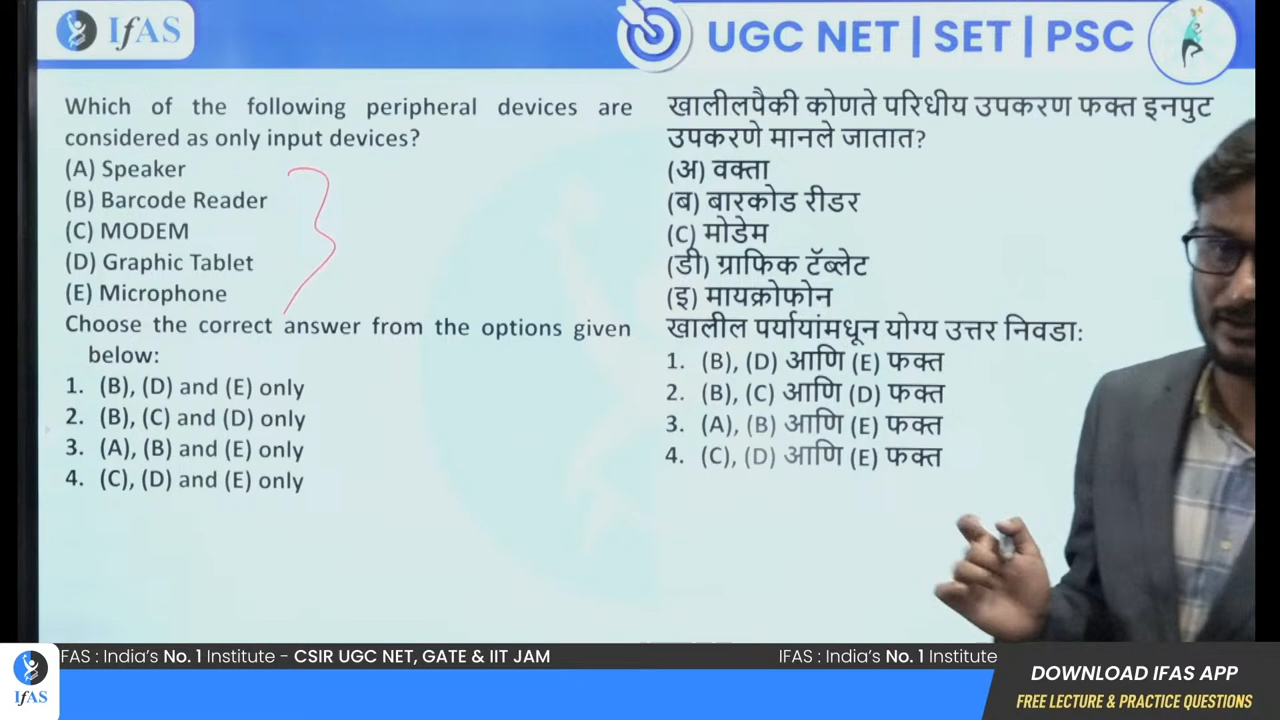 IfAS
UGC NET | SET | PSC
Which of the following peripheral devices are
considered as only input devices?
(A) Speaker
(B) Barcode Reader
(C) MODEM
(D) Graphic Tablet
(E) Microphone
Choose the correct answer from the options given
below:
1. (B), (D) and (E) only
2. (B), (C) and (D) only
3. (A), (B) and (E) only
4. (C), (D) and (E) only
खालीलपैकी कोणते परिधीय उपकरण फक्त इनपुट
उपकरणे मानले जातात?
(अ) वक्ता
(ब) बारकोड रीडर
(C) मोडेम
(डी) ग्राफिक टॅब्लेट
(इ) मायक्रोफोन
खालील पर्यायांमधून योग्य उत्तर निवडा:
1. (B), (D) आणि (E) फक्त
2. (B), (C) आणि (D) फक्त
3. (A), (B) आणि (E) फक्त
4. (C), (D) आणि (E) फक्त
IfAS
FAS : India's No. 1 Institute - CSIR UGC NET, GATE & IIT JAM
IFAS : India's No. 1 Institute
DOWNLOAD IFAS APP
FREE LECTURE & PRACTICE QUESTIONS